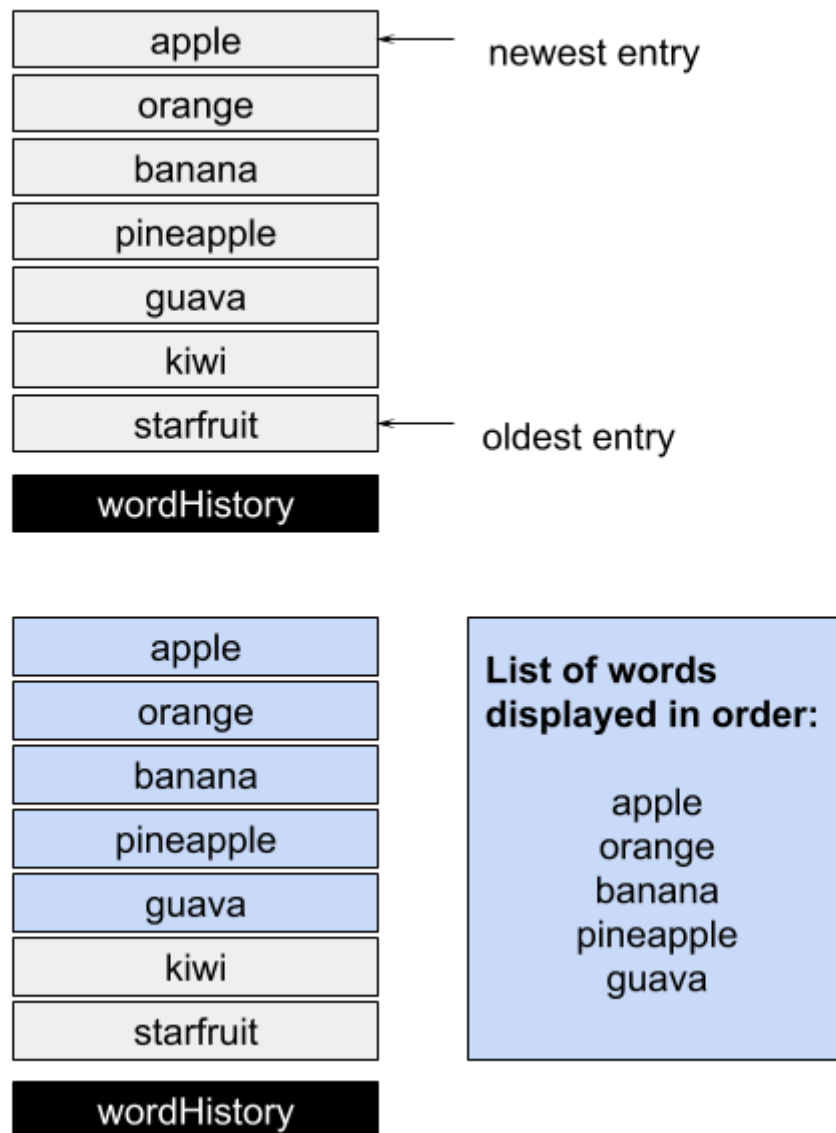 apple
newest entry
orange
banana
pineapple
guava
kiwi
starfruit
oldest entry
wordHistory
apple
orange
banana
pineapple
guava
kiwi
starfruit
wordHistory
List of words
displayed in order:
apple
orange
banana
pineapple
guava